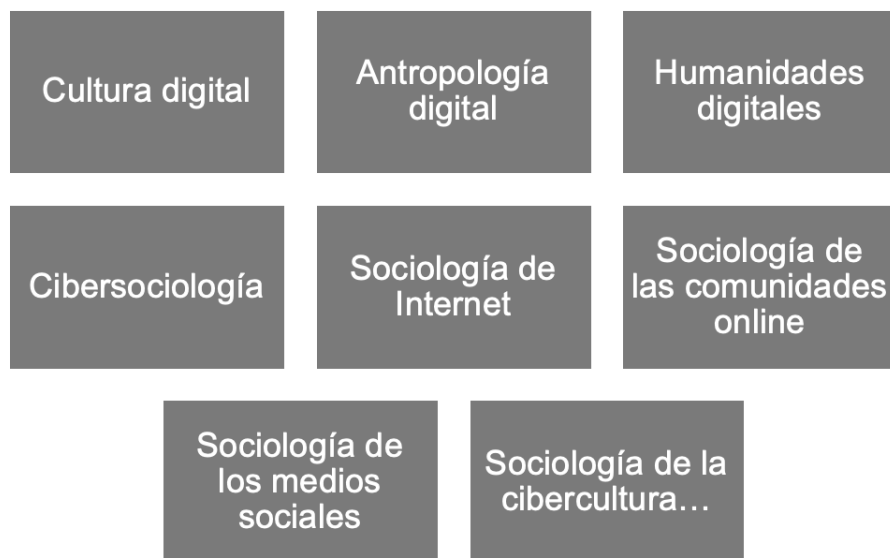 Cultura digital
Antropología
digital
Humanidades
digitales
Cibersociología
Sociología de
Internet
Sociología de
las comunidades
online
Sociología de
los medios
sociales
Sociología de la
cibercultura…